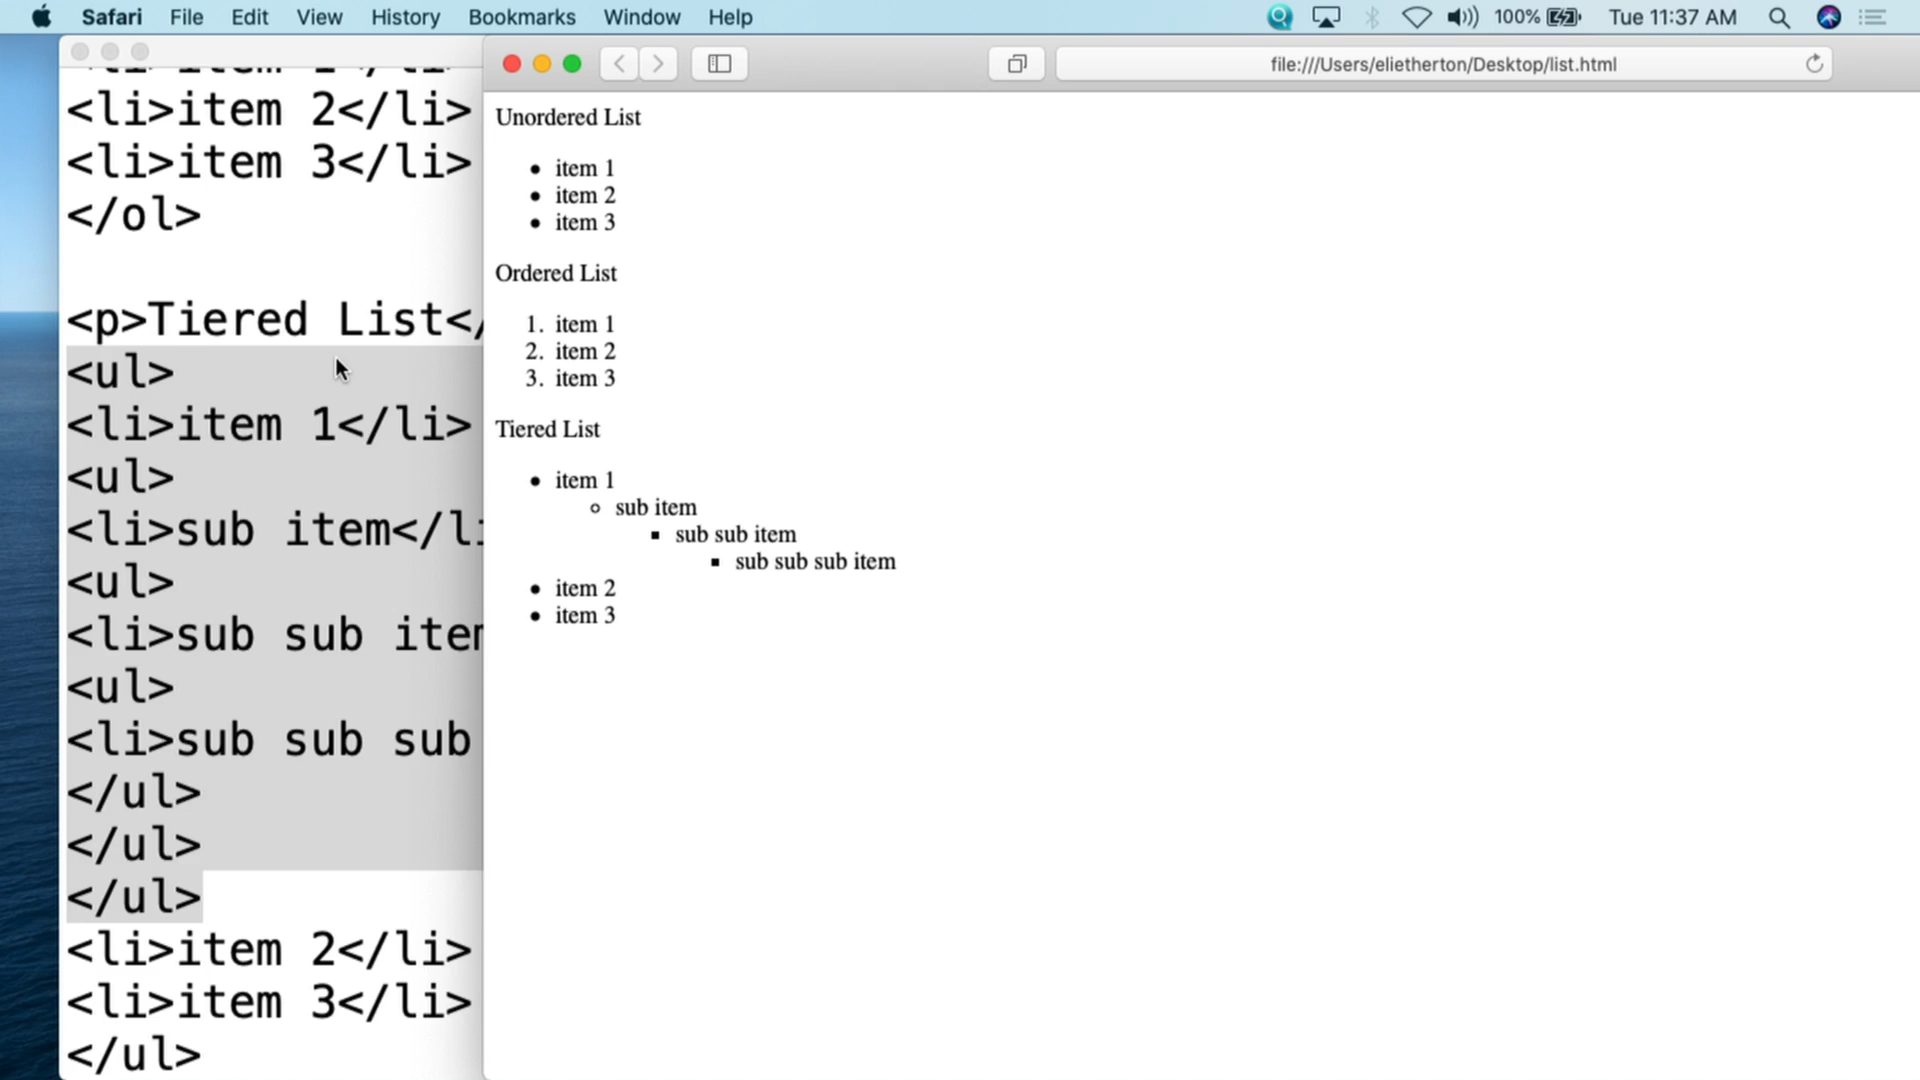 Safari File Edit View History Bookmarks Window Help 100% Tue 11:37 AM
<li>item 2</li>
<li>item 3</li>
</ol>
<p>Tiered List</
<ul>
<li>item 1</li>
<ul>
<li>sub item</li
<ul>
<li>sub sub item
<ul>
<li>sub sub sub
</ul>
</ul>
</ul>
<li>item 2</li>
<li>item 3</li>
</ul>
file:///Users/elietherton/Desktop/list.html
Unordered List
• item 1
• item 2
• item 3
Ordered List
1. item 1
2. item 2
3. item 3
Tiered List
• item 1
◦ sub item
▪ sub sub item
▪ sub sub sub item
• item 2
• item 3